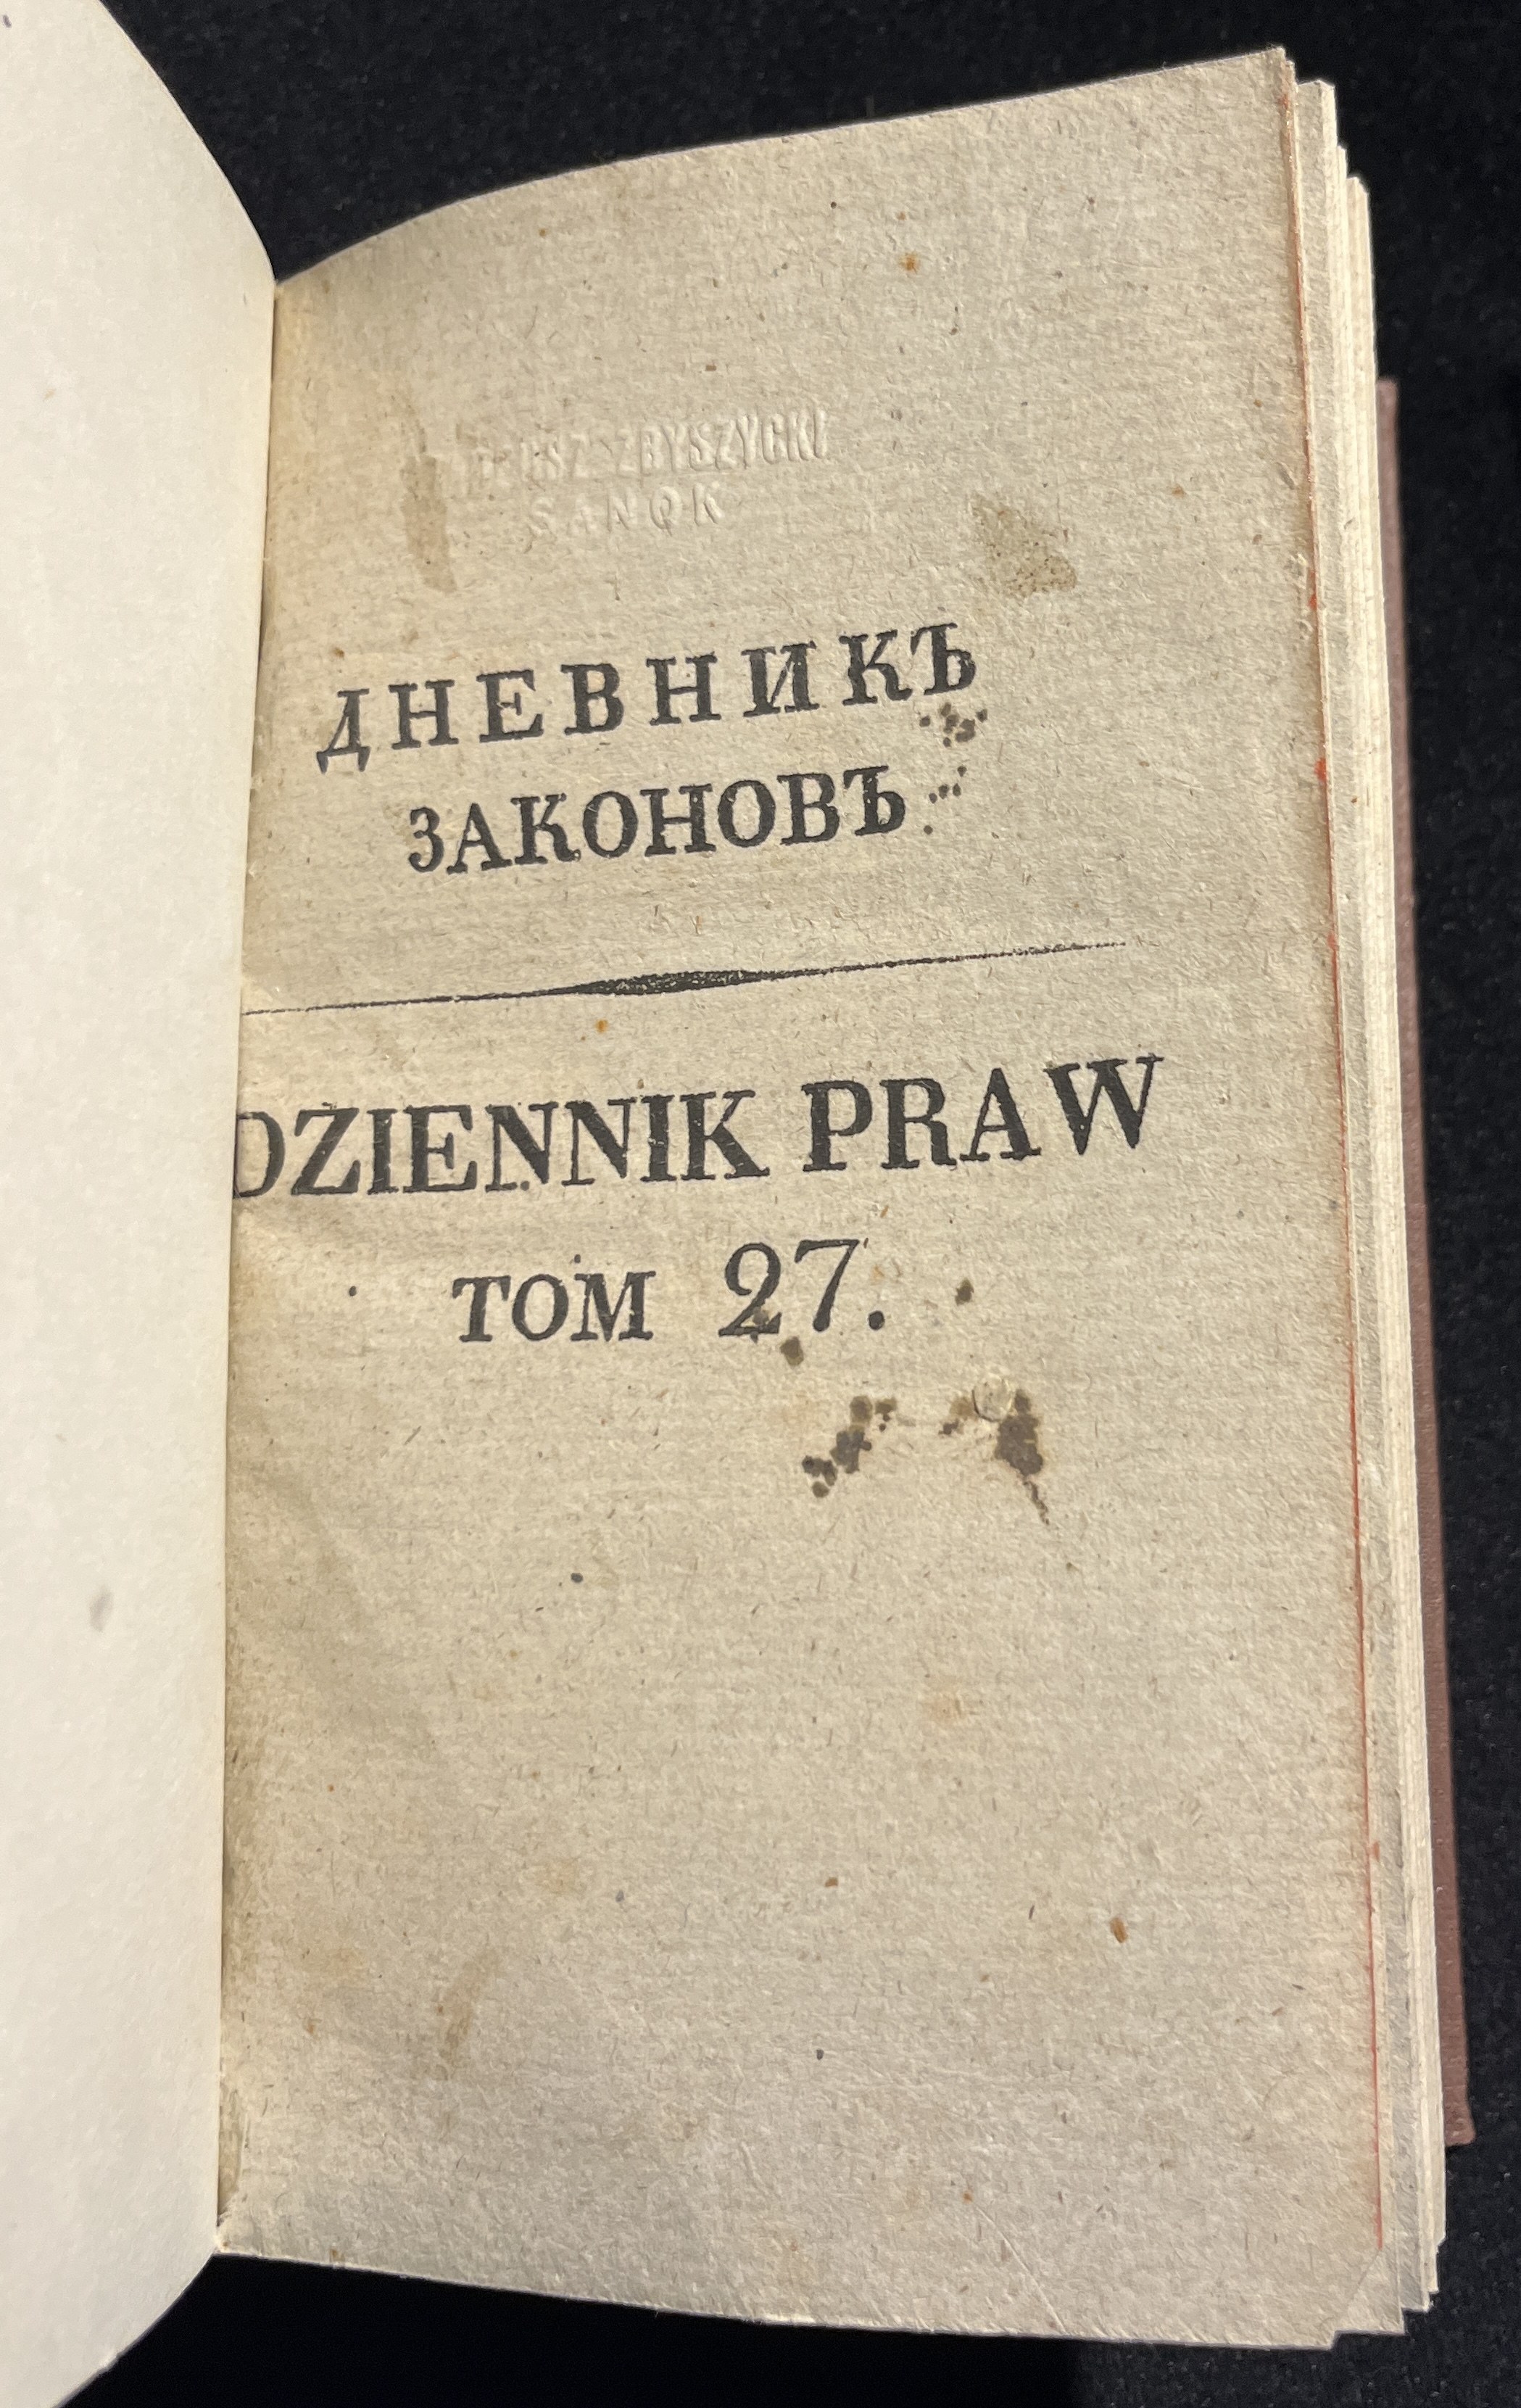 ZBYSZYCKI
SANOK
ДНЕВНИКЪ
ЗАКОНОВЪ
DZIENNIK PRAW
TOM 27.